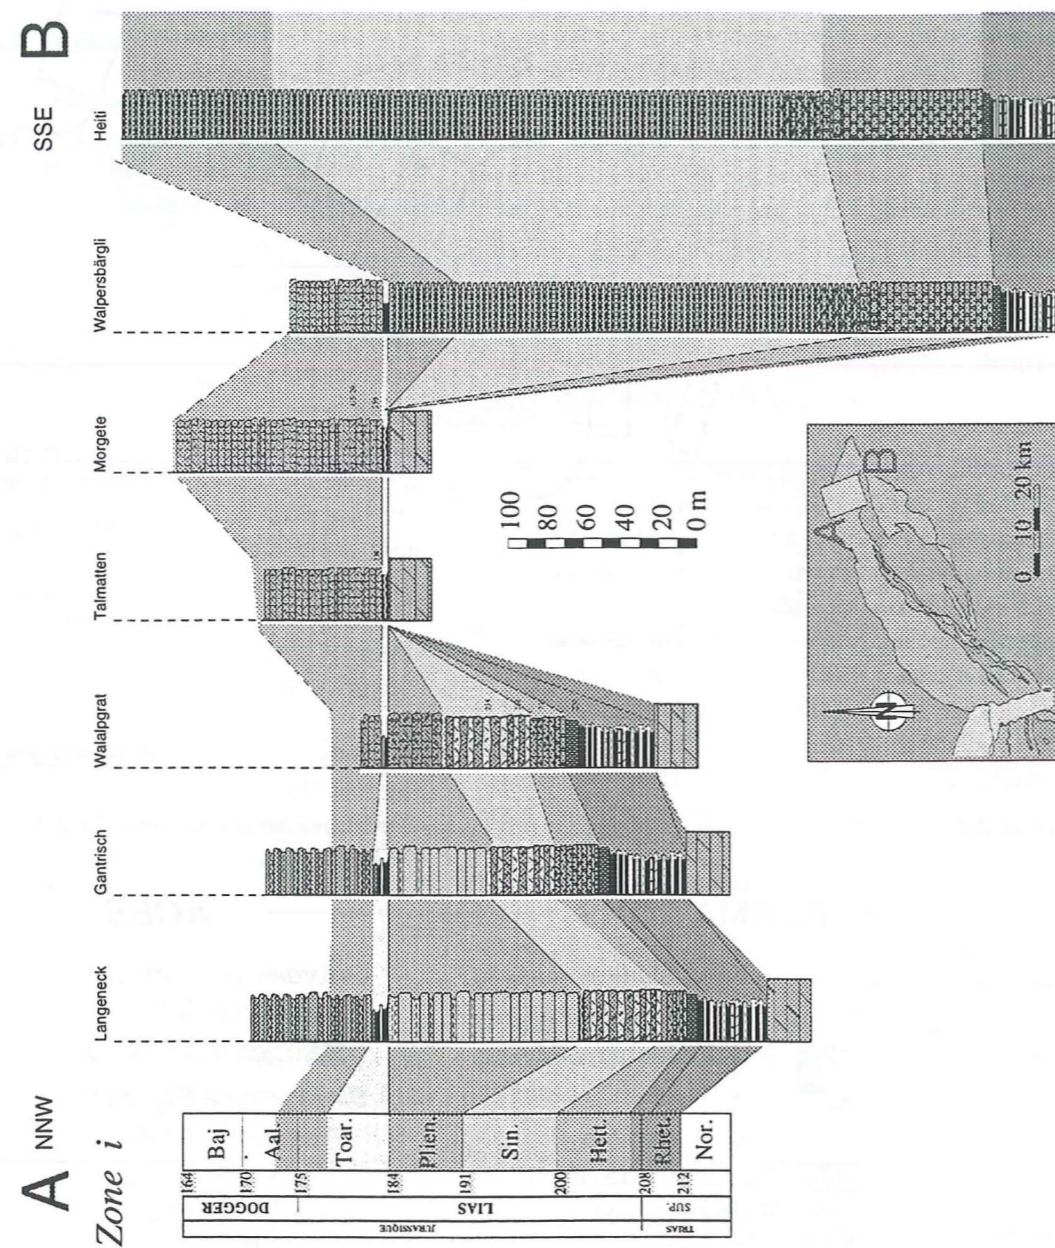 A NNW
SSE B
Zone i
Langeneck
Gantrisch
Walalpgrat
Talmatten
Morgete
Walpersbärgli
Heiti
164
170
175
184
191
200
208
212
Baj
Aal.
Toar.
Plien.
Sin.
Hett.
Rhet.
Nor.
DOGGER
LIAS
SUP.
JURASSIQUE
TRIAS
100
80
60
40
20
0 m
A
B
N
0 10 20 km